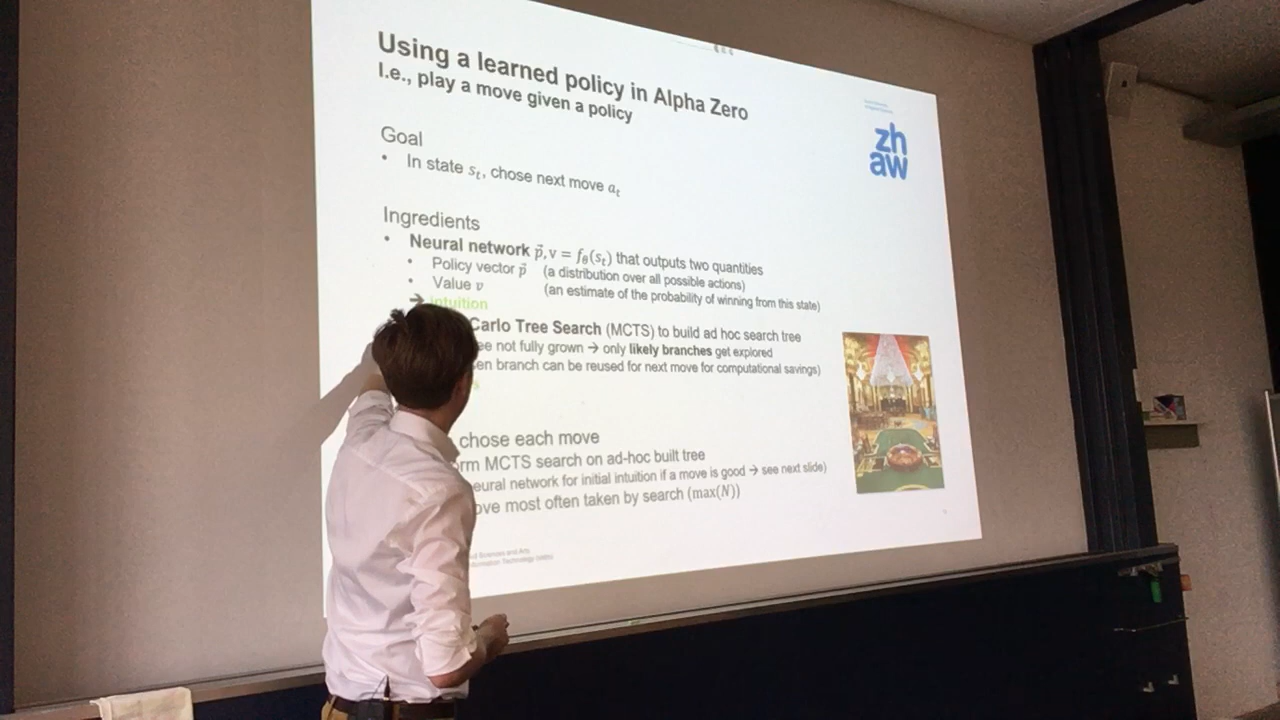 Using a learned policy in Alpha Zero
I.e., play a move given a policy
zh
aw
Goal
• In state sₜ, chose next move aₜ
Ingredients
• Neural network p⃗,v = fθ(sₜ) that outputs two quantities
• Policy vector p⃗ (a distribution over all possible actions)
• Value v (an estimate of the probability of winning from this state)
➔ intuition
Carlo Tree Search (MCTS) to build ad hoc search tree
ee not fully grown → only likely branches get explored
en branch can be reused for next move for computational savings)
chose each move
rm MCTS search on ad-hoc built tree
eural network for initial intuition if a move is good → see next slide)
ove most often taken by search (max(N))
Sciences and Arts